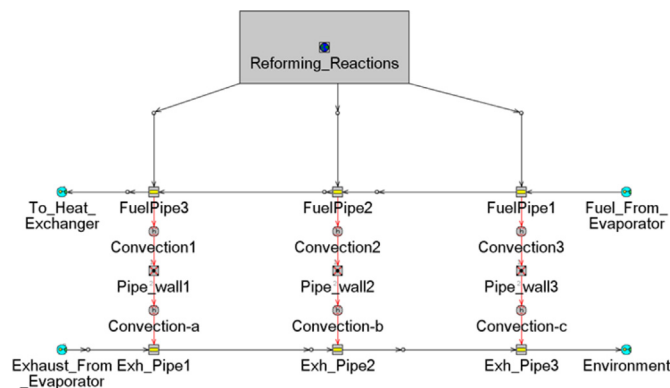 Reforming_Reactions
To_Heat_
Exchanger
FuelPipe3
FuelPipe2
FuelPipe1
Fuel_From_
Evaporator
Convection1
Convection2
Convection3
Pipe_wall1
Pipe_wall2
Pipe_wall3
Convection-a
Convection-b
Convection-c
Exhaust_From
_Evaporator
Exh_Pipe1
Exh_Pipe2
Exh_Pipe3
Environment